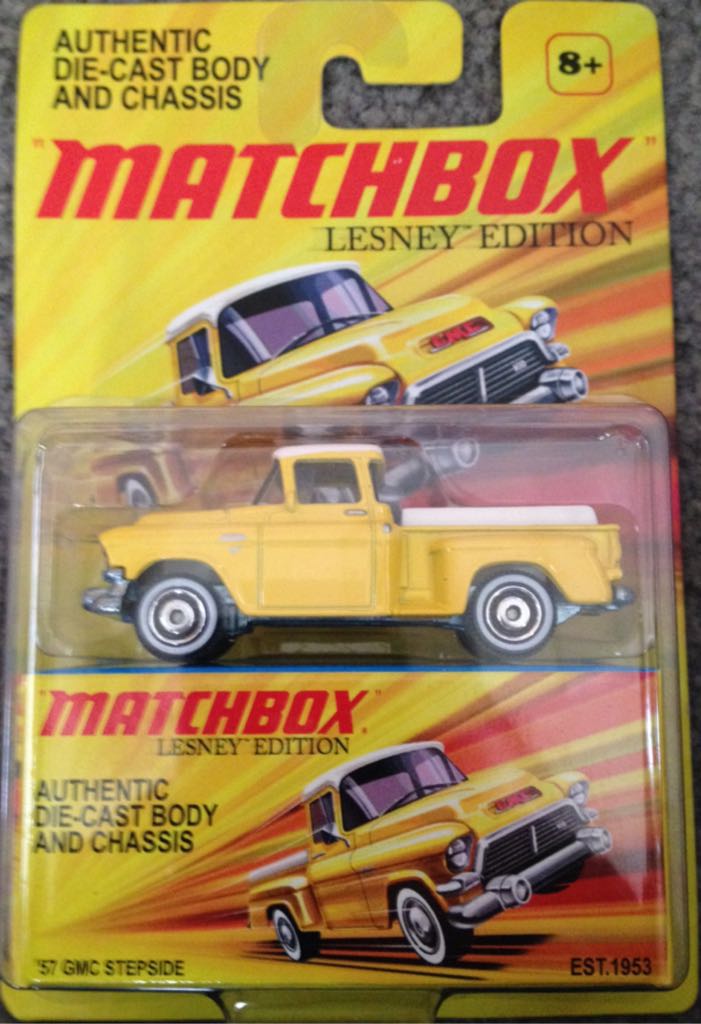 AUTHENTIC
DIE-CAST BODY
AND CHASSIS
8+
"MATCHBOX"
LESNEY™ EDITION
GMC
"MATCHBOX"®
LESNEY™ EDITION
AUTHENTIC
DIE-CAST BODY
AND CHASSIS
GMC
'57 GMC STEPSIDE
EST.1953